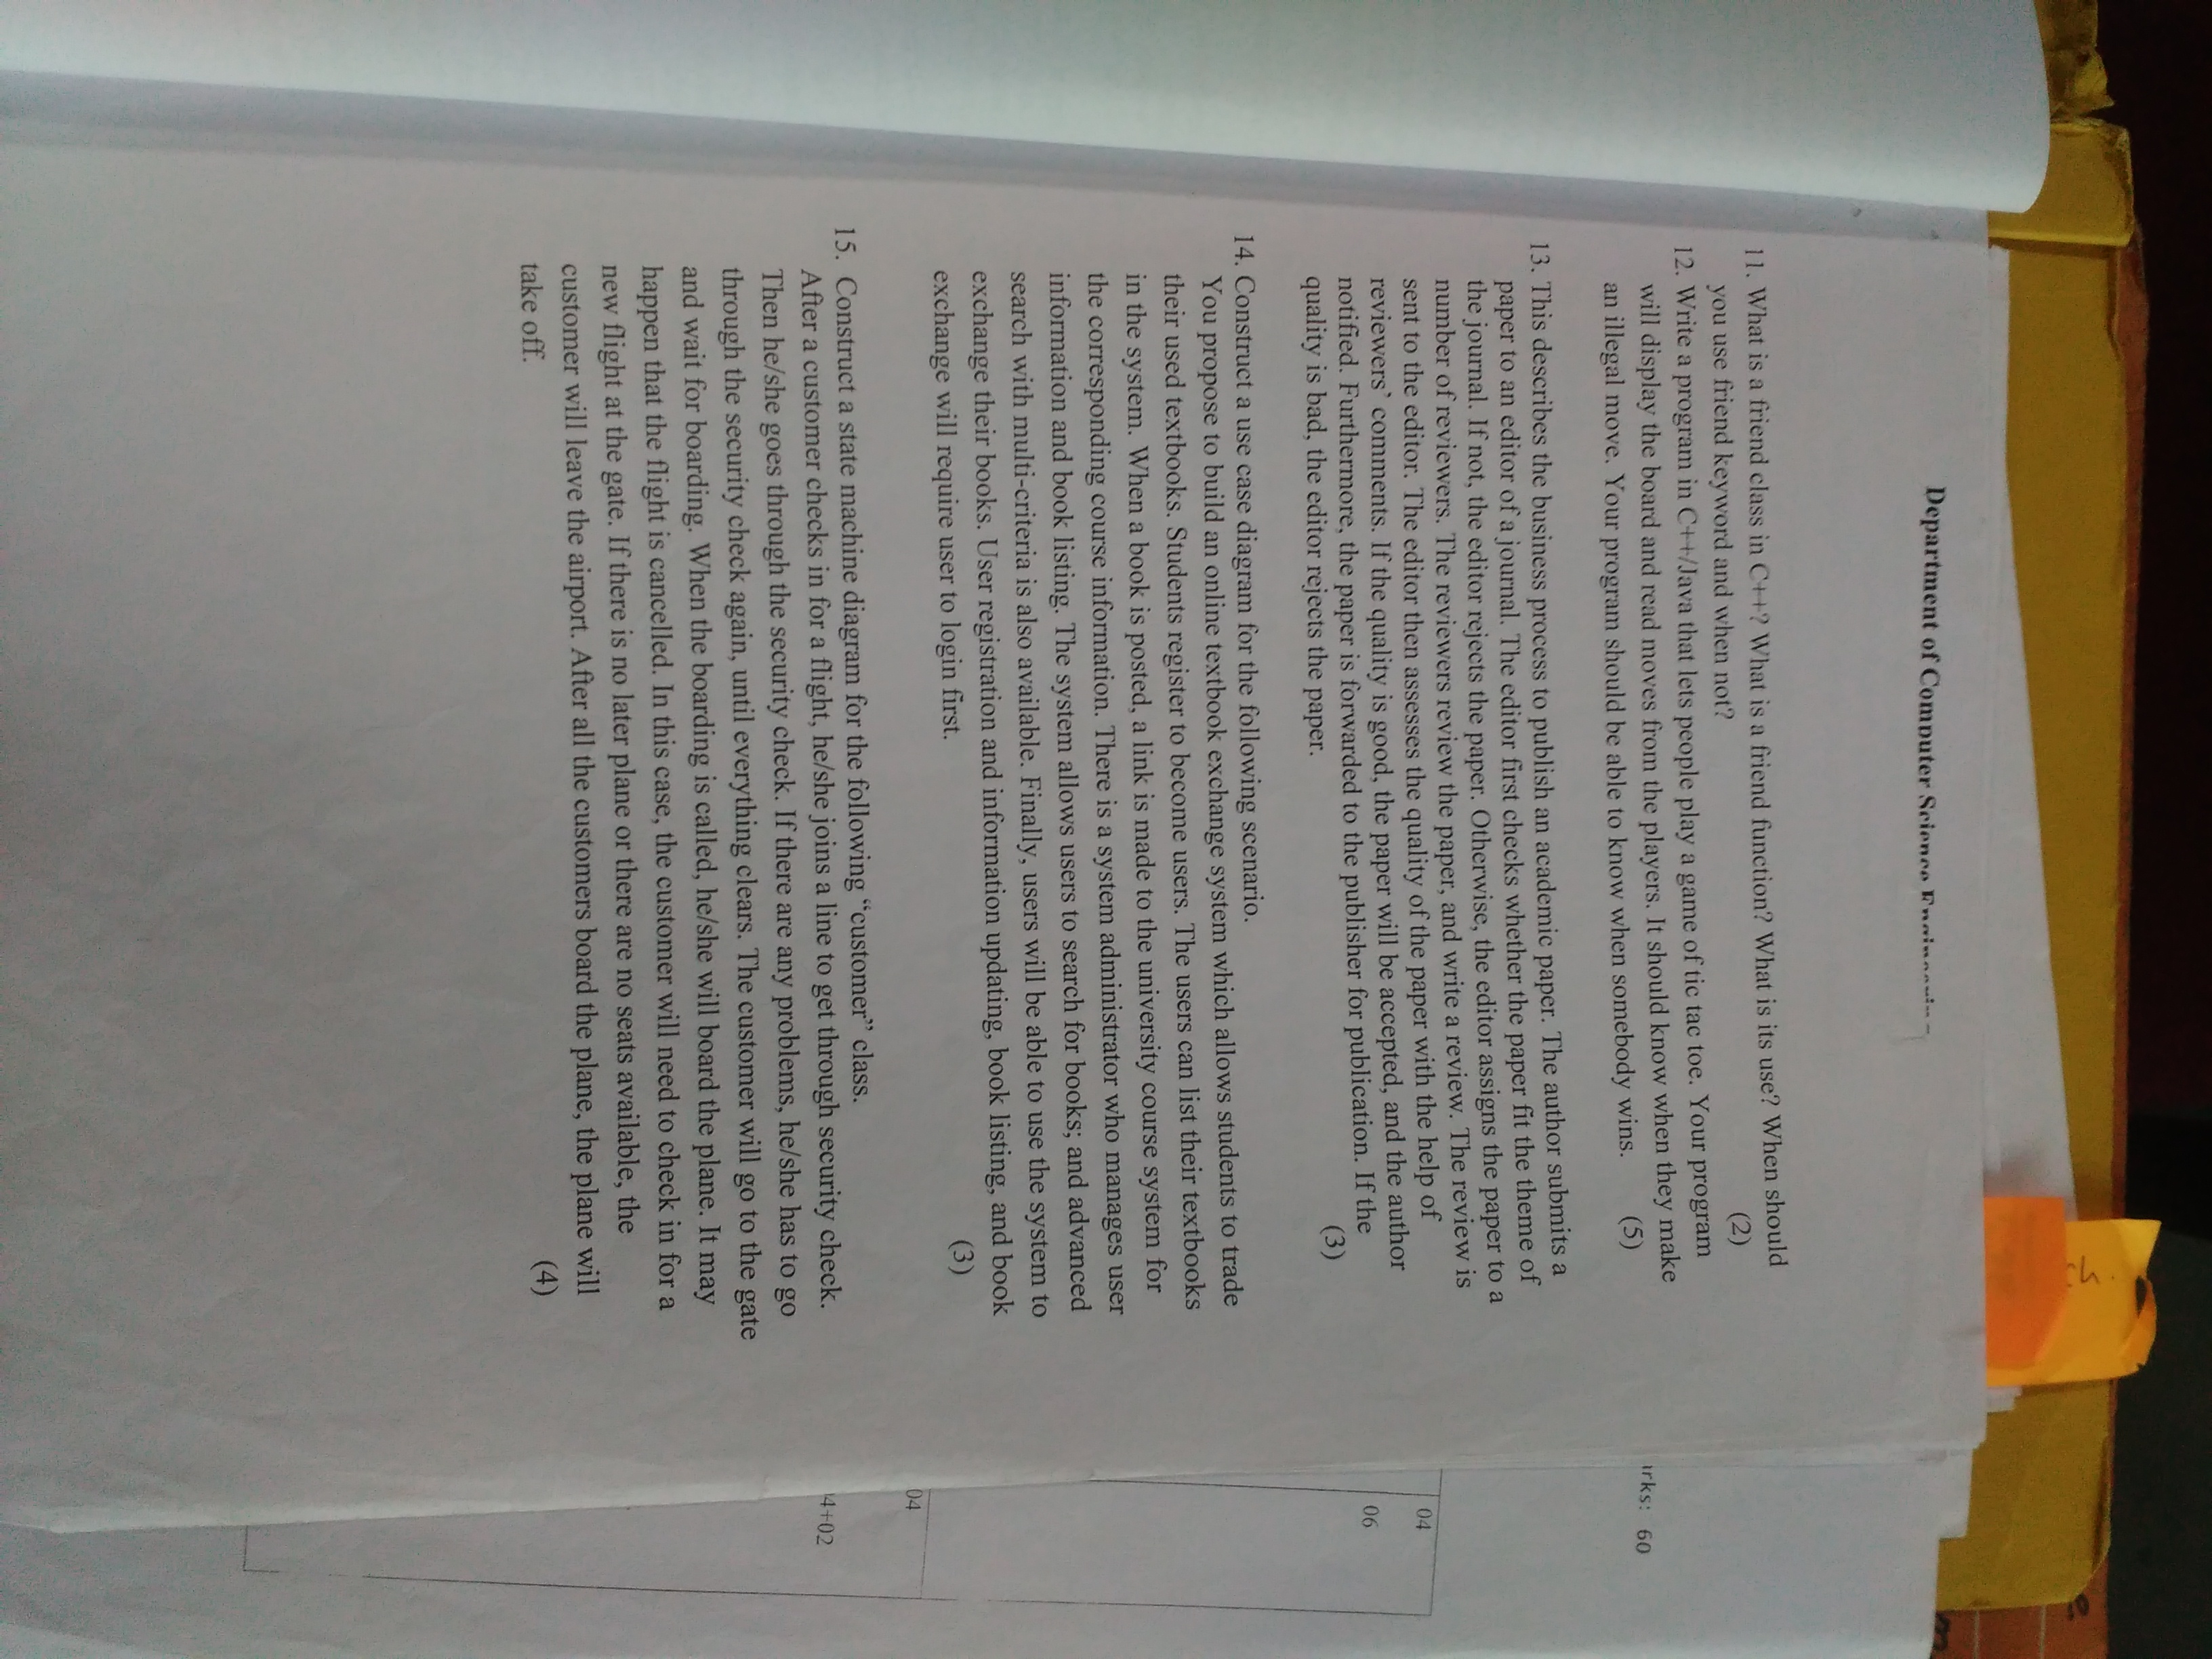 Department of Computer Science
11. What is a friend class in C++? What is a friend function? What is its use? When should
you use friend keyword and when not? (2)
12. Write a program in C++/Java that lets people play a game of tic tac toe. Your program
will display the board and read moves from the players. It should know when they make
an illegal move. Your program should be able to know when somebody wins. (5)
13. This describes the business process to publish an academic paper. The author submits a
paper to an editor of a journal. The editor first checks whether the paper fit the theme of
the journal. If not, the editor rejects the paper. Otherwise, the editor assigns the paper to a
number of reviewers. The reviewers review the paper, and write a review. The review is
sent to the editor. The editor then assesses the quality of the paper with the help of
reviewers' comments. If the quality is good, the paper will be accepted, and the author
notified. Furthermore, the paper is forwarded to the publisher for publication. If the
quality is bad, the editor rejects the paper. (3)
14. Construct a use case diagram for the following scenario.
You propose to build an online textbook exchange system which allows students to trade
their used textbooks. Students register to become users. The users can list their textbooks
in the system. When a book is posted, a link is made to the university course system for
the corresponding course information. There is a system administrator who manages user
information and book listing. The system allows users to search for books; and advanced
search with multi-criteria is also available. Finally, users will be able to use the system to
exchange their books. User registration and information updating, book listing, and book
exchange will require user to login first. (3)
15. Construct a state machine diagram for the following “customer” class.
After a customer checks in for a flight, he/she joins a line to get through security check.
Then he/she goes through the security check. If there are any problems, he/she has to go
through the security check again, until everything clears. The customer will go to the gate
and wait for boarding. When the boarding is called, he/she will board the plane. It may
happen that the flight is cancelled. In this case, the customer will need to check in for a
new flight at the gate. If there is no later plane or there are no seats available, the
customer will leave the airport. After all the customers board the plane, the plane will
take off. (4)
60
04
06
04
4+02